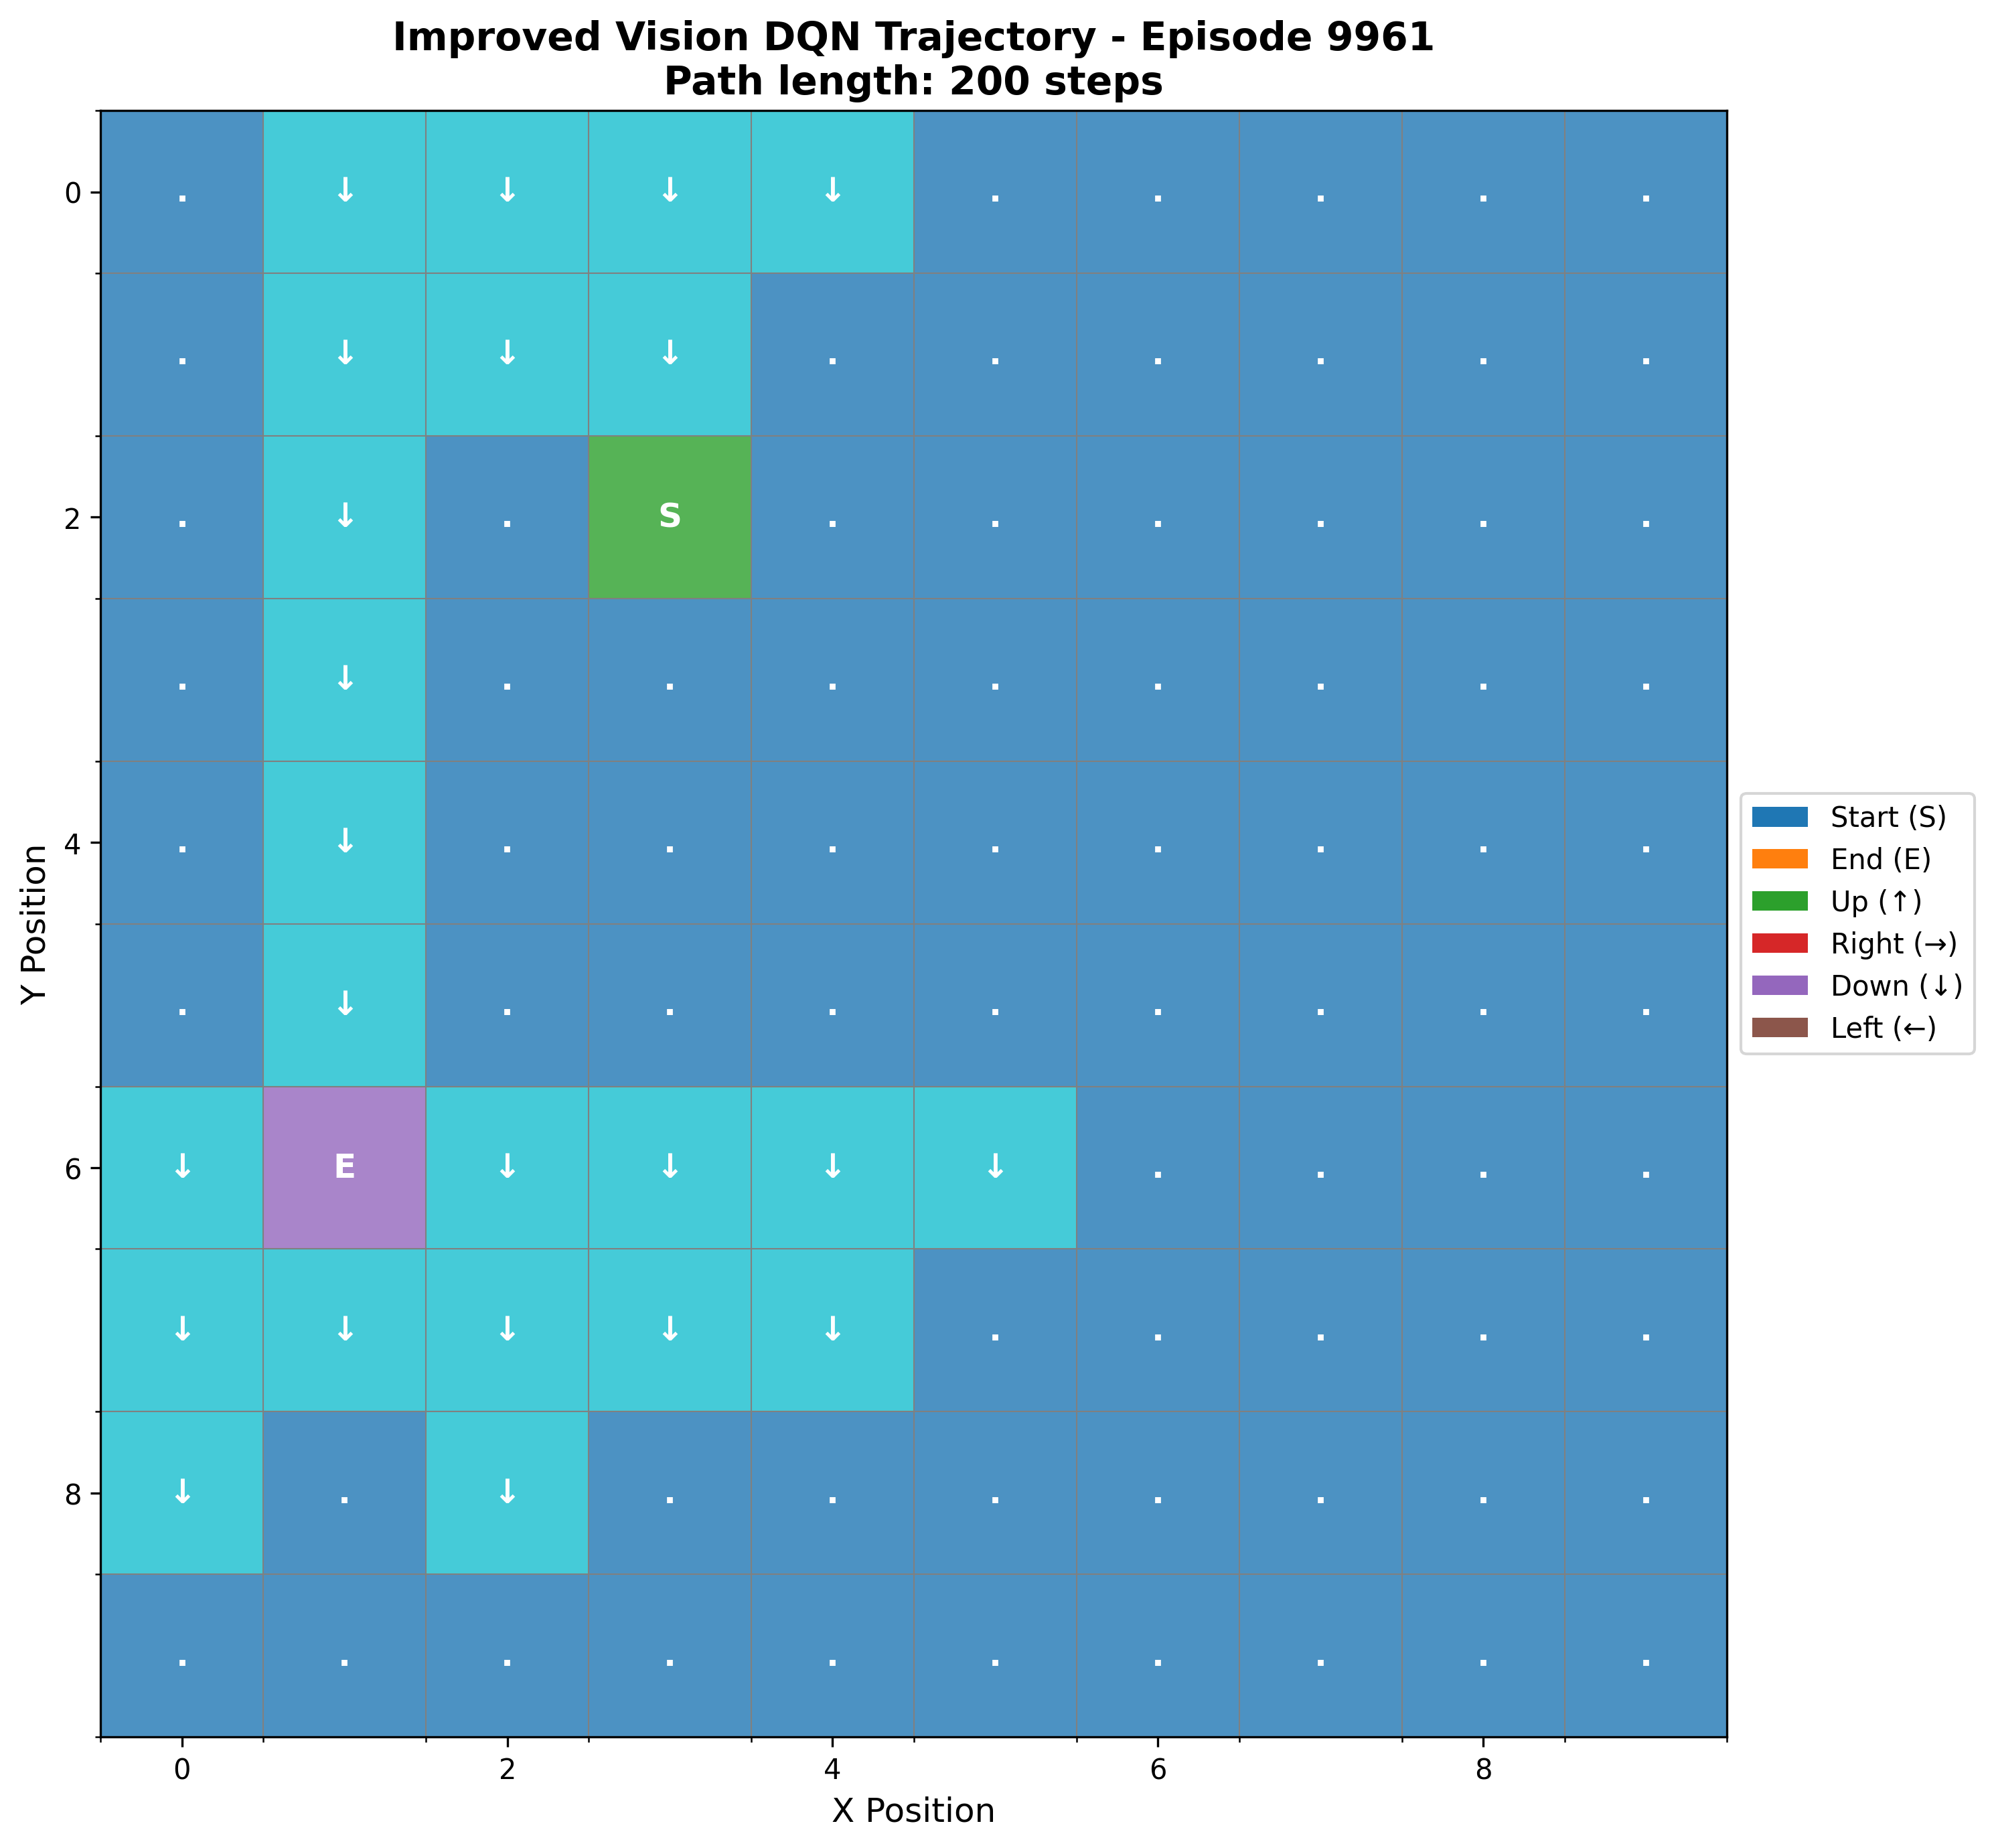 Improved Vision DQN Trajectory - Episode 9961
Path length: 200 steps
0 . ↓ ↓ ↓ ↓ . . . . .
. ↓ ↓ ↓ . . . . . .
2 . ↓ . S . . . . . .
. ↓ . . . . . . . .
4 . ↓ . . . . . . . .
. ↓ . . . . . . . .
6 ↓ E ↓ ↓ ↓ ↓ . . . .
↓ ↓ ↓ ↓ ↓ . . . . .
8 ↓ . ↓ . . . . . . .
. . . . . . . . . .
0 2 4 6 8
X Position
Y Position
Start (S)
End (E)
Up (↑)
Right (→)
Down (↓)
Left (←)